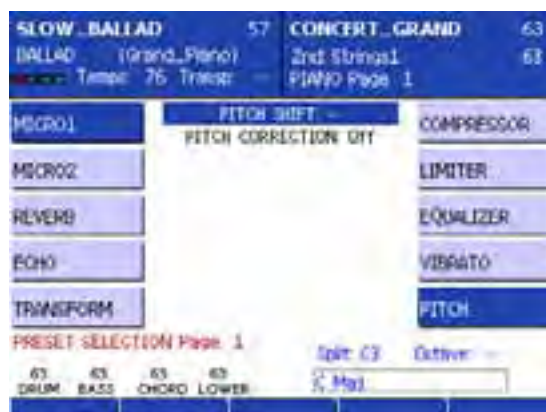 SLOW_BALLAD 57
BALLAD (Grand_Piano)
Tempo 76 Transp -
CONCERT_GRAND 63
2nd Strings1 63
PIANO Page 1
MICRO1
MICRO2
REVERB
ECHO
TRANSFORM
PITCH SHIFT -
PITCH CORRECTION Off
COMPRESSOR
LIMITER
EQUALIZER
VIBRATO
PITCH
PRESET SELECTION Page 1
63 63 63 63
DRUM BASS CHORD LOWER
Split C3 Octave -
C Maj